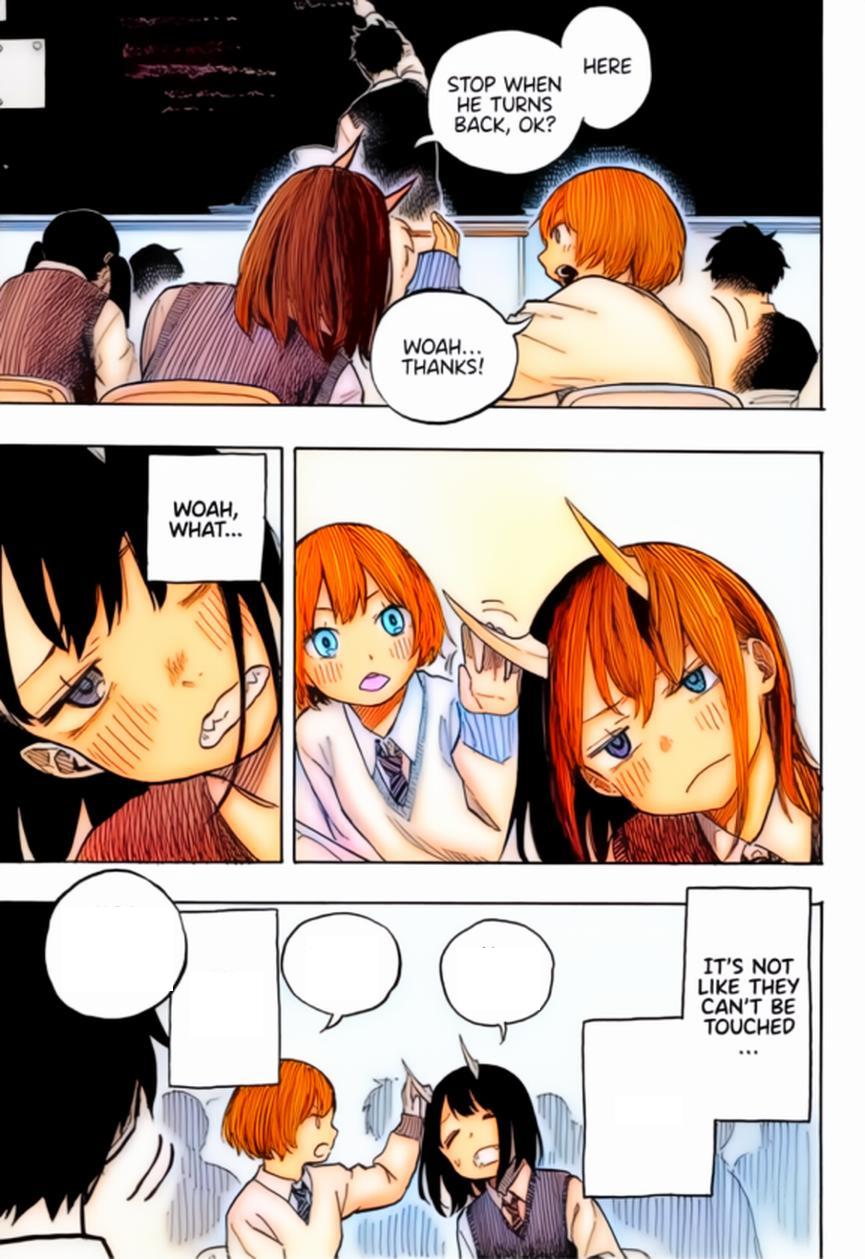 HERE
STOP WHEN
HE TURNS
BACK, OK?
WOAH...
THANKS!
WOAH,
WHAT...
IT'S NOT
LIKE THEY
CAN'T BE
TOUCHED
...